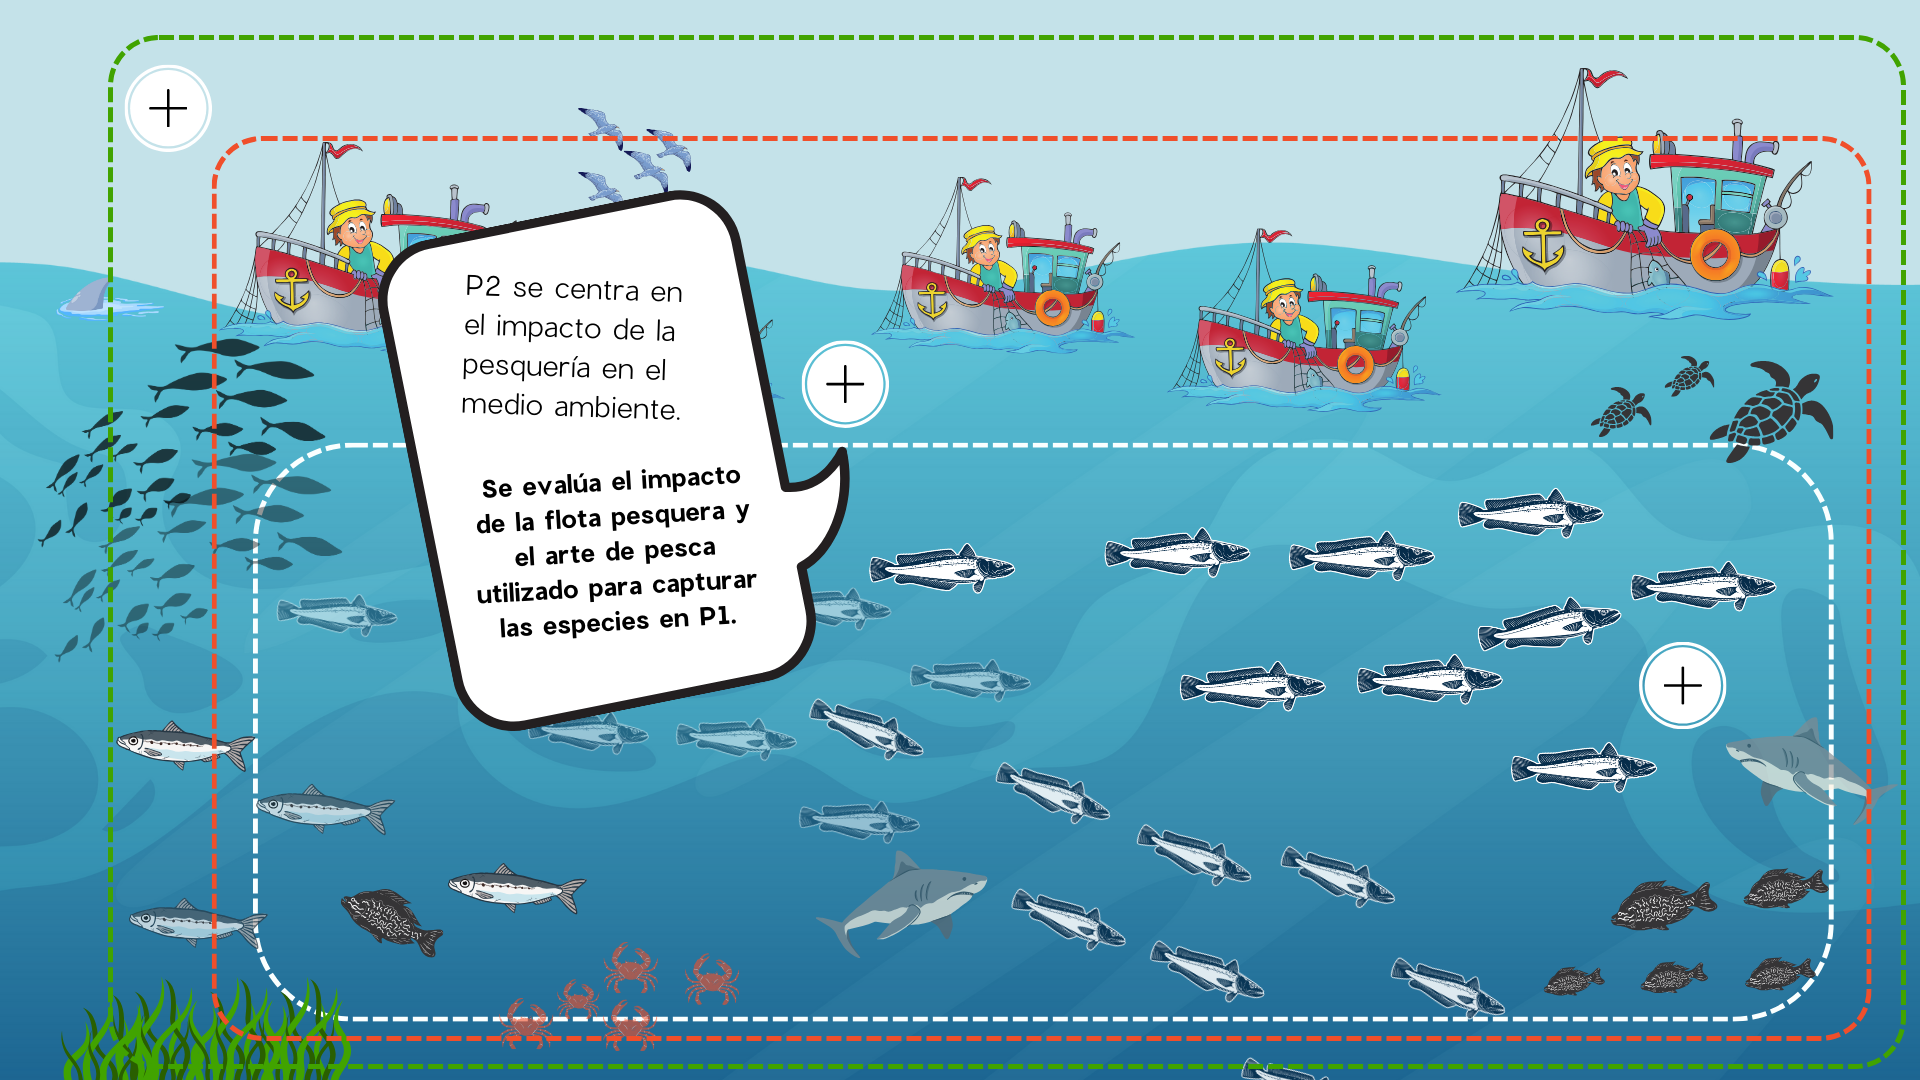 P2 se centra en
el impacto de la
pesquería en el
medio ambiente.
Se evalúa el impacto
de la flota pesquera y
el arte de pesca
utilizado para capturar
las especies en P1.